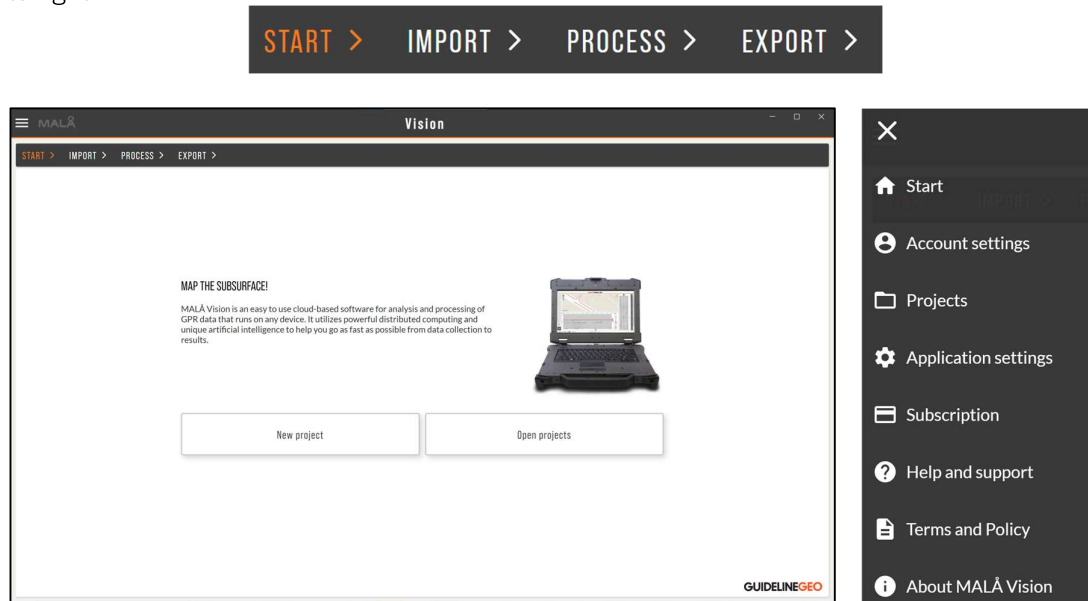 START > IMPORT > PROCESS > EXPORT >
MALÅ
Vision
START > IMPORT > PROCESS > EXPORT >
MAP THE SUBSURFACE!
MALÅ Vision is an easy to use cloud-based software for analysis and processing of
GPR data that runs on any device. It utilizes powerful distributed computing and
unique artificial intelligence to help you go as fast as possible from data collection to
results.
New project
Open projects
GUIDELINEGEO
Start
IMPORT >
Account settings
Projects
Application settings
Subscription
Help and support
Terms and Policy
About MALÅ Vision